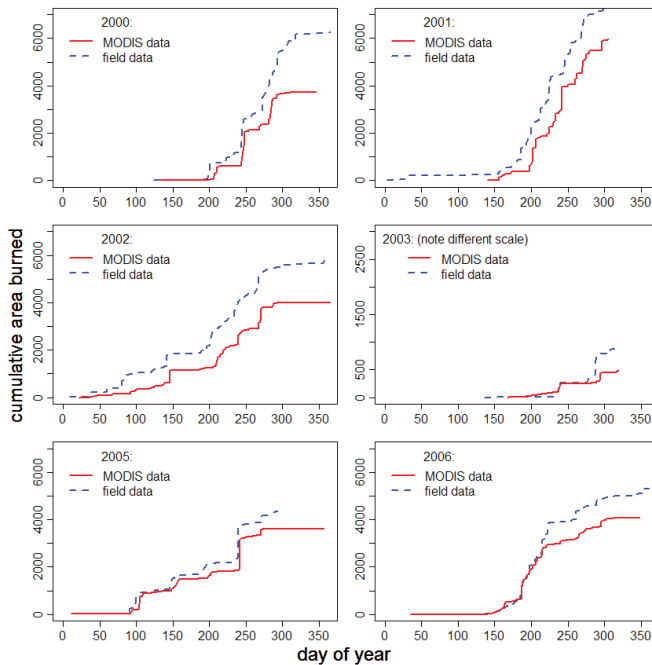 2000:
MODIS data
field data
0 2000 4000 6000
0 50 100 150 200 250 300 350
2001:
MODIS data
field data
0 2000 4000 6000
0 50 100 150 200 250 300 350
2002:
MODIS data
field data
0 2000 4000 6000
0 50 100 150 200 250 300 350
2003: (note different scale)
MODIS data
field data
0 500 1500 2500
0 50 100 150 200 250 300 350
2005:
MODIS data
field data
0 2000 4000 6000
0 50 100 150 200 250 300 350
2006:
MODIS data
field data
0 2000 4000 6000
0 50 100 150 200 250 300 350
cumulative area burned
day of year